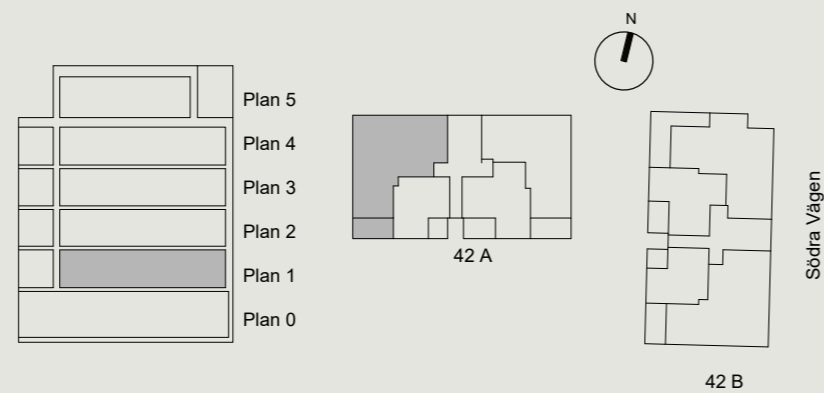 N
Plan 5
Plan 4
Plan 3
Plan 2
Plan 1
Plan 0
42 A
Södra Vägen
42 B